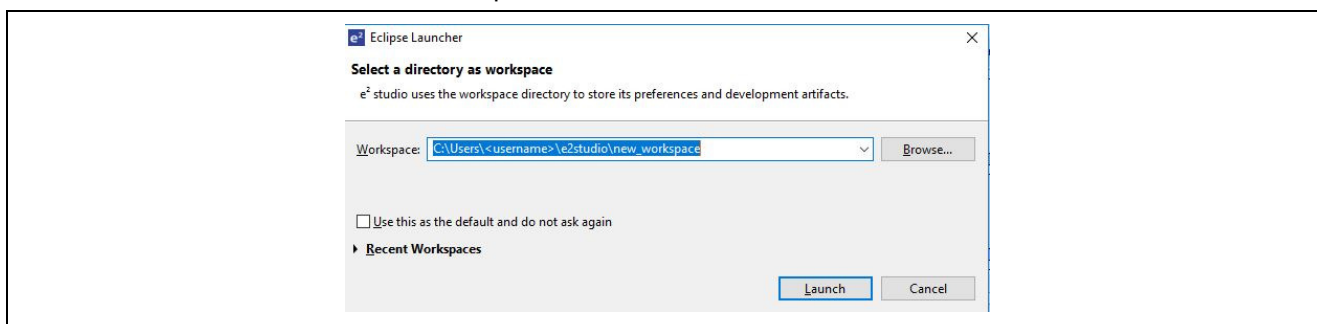 e² Eclipse Launcher
Select a directory as workspace
e² studio uses the workspace directory to store its preferences and development artifacts.
Workspace: C:\Users\<username>\e2studio\new_workspace Browse...
Use this as the default and do not ask again
Recent Workspaces
Launch Cancel